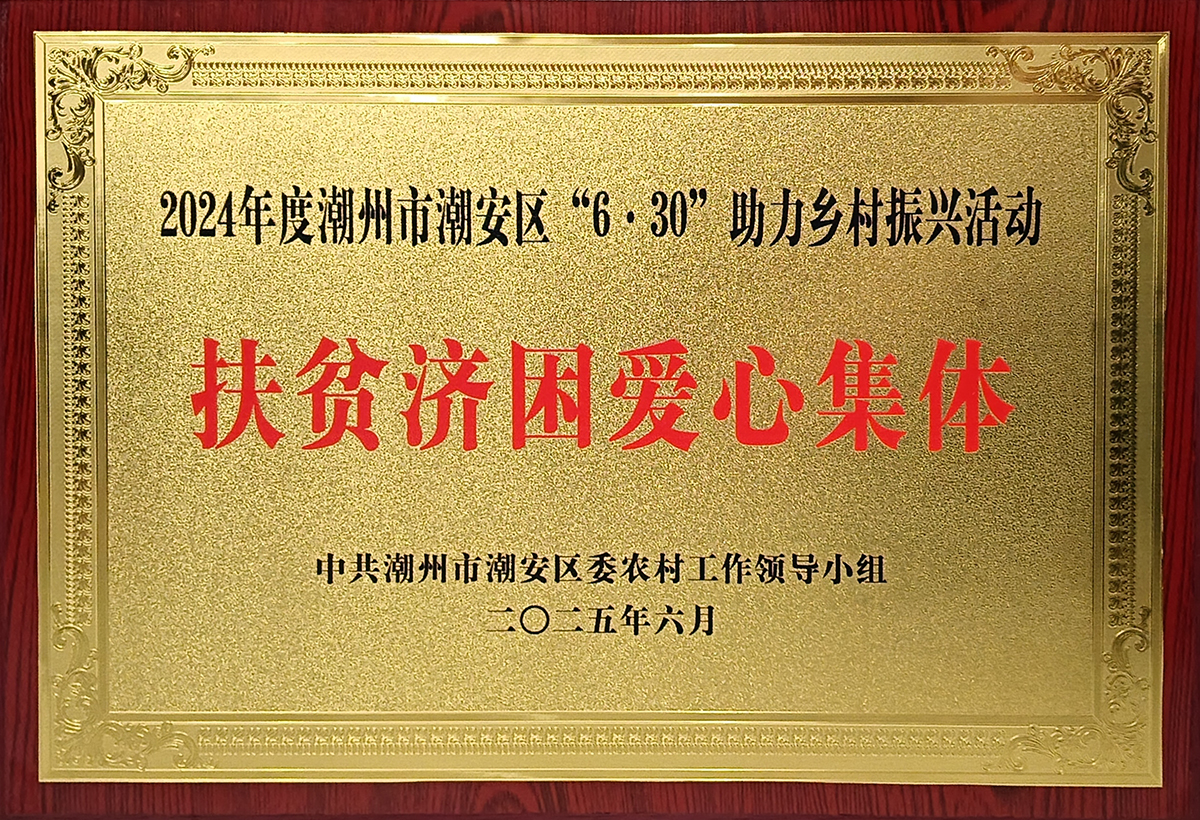 2024年度潮州市潮安区“6·30”助力乡村振兴活动
扶贫济困爱心集体
中共潮州市潮安区委农村工作领导小组
二〇二五年六月